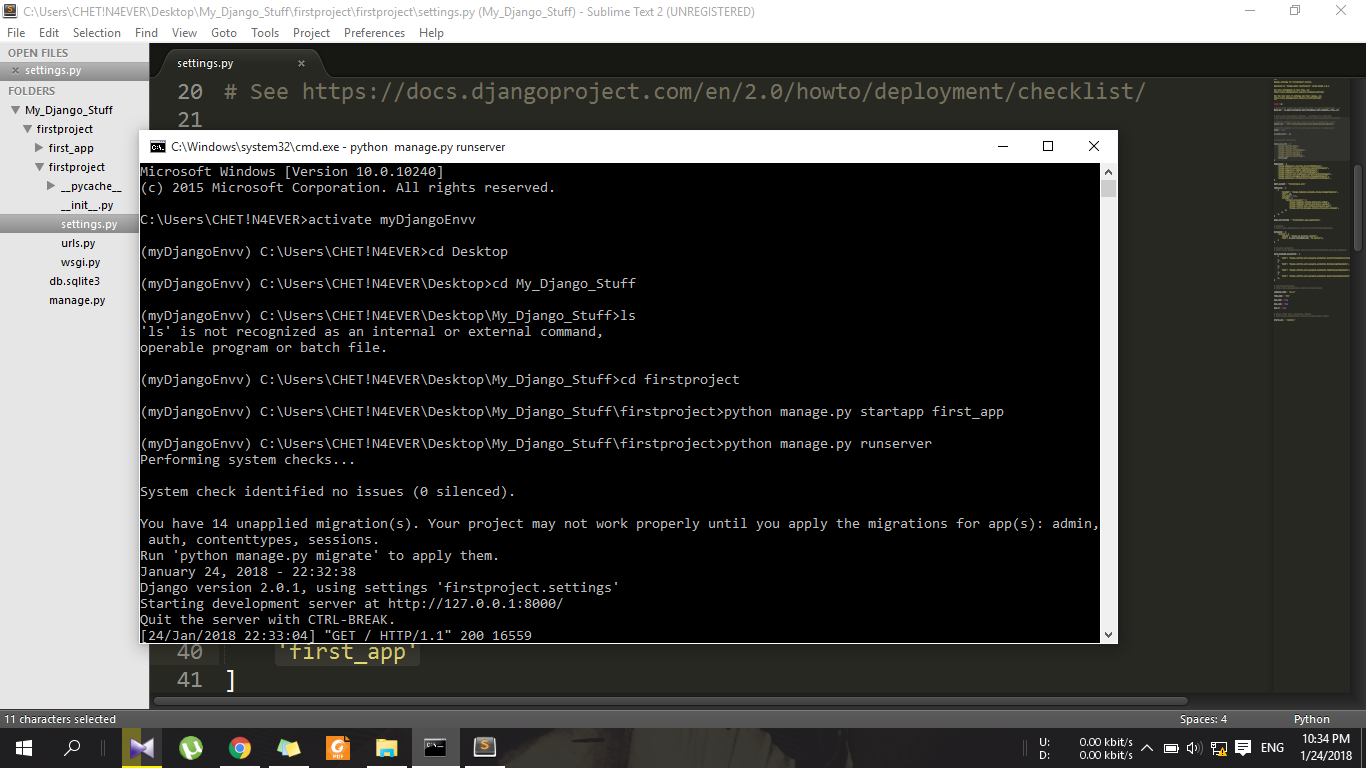 C:\Users\CHET!N4EVER\Desktop\My_Django_Stuff\firstproject\firstproject\settings.py (My_Django_Stuff) - Sublime Text 2 (UNREGISTERED)
File Edit Selection Find View Goto Tools Project Preferences Help
OPEN FILES
settings.py
FOLDERS
My_Django_Stuff
firstproject
first_app
firstproject
__pycache__
__init__.py
settings.py
urls.py
wsgi.py
db.sqlite3
manage.py
settings.py
20 # See https://docs.djangoproject.com/en/2.0/howto/deployment/checklist/
21
C:\Windows\system32\cmd.exe - python manage.py runserver
Microsoft Windows [Version 10.0.10240]
(c) 2015 Microsoft Corporation. All rights reserved.
C:\Users\CHET!N4EVER>activate myDjangoEnvv
(myDjangoEnvv) C:\Users\CHET!N4EVER>cd Desktop
(myDjangoEnvv) C:\Users\CHET!N4EVER\Desktop>cd My_Django_Stuff
(myDjangoEnvv) C:\Users\CHET!N4EVER\Desktop\My_Django_Stuff>ls
'ls' is not recognized as an internal or external command,
operable program or batch file.
(myDjangoEnvv) C:\Users\CHET!N4EVER\Desktop\My_Django_Stuff>cd firstproject
(myDjangoEnvv) C:\Users\CHET!N4EVER\Desktop\My_Django_Stuff\firstproject>python manage.py startapp first_app
(myDjangoEnvv) C:\Users\CHET!N4EVER\Desktop\My_Django_Stuff\firstproject>python manage.py runserver
Performing system checks...
System check identified no issues (0 silenced).
You have 14 unapplied migration(s). Your project may not work properly until you apply the migrations for app(s): admin,
auth, contenttypes, sessions.
Run 'python manage.py migrate' to apply them.
January 24, 2018 - 22:32:38
Django version 2.0.1, using settings 'firstproject.settings'
Starting development server at http://127.0.0.1:8000/
Quit the server with CTRL-BREAK.
[24/Jan/2018 22:33:04] "GET / HTTP/1.1" 200 16559
40 'first_app'
41 ]
11 characters selected
Spaces: 4 Python
U: 0.00 kbit/s
D: 0.00 kbit/s
ENG
10:34 PM
1/24/2018
PDF